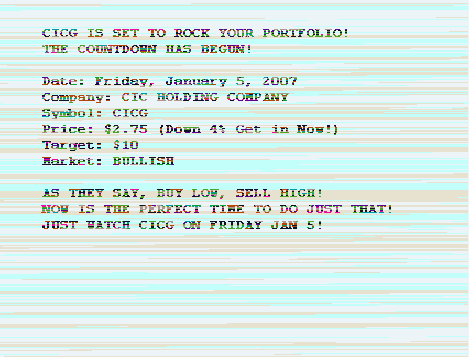 CICG IS SET TO ROCK YOUR PORTFOLIO!
THE COUNTDOWN HAS BEGUN!
Date: Friday, January 5, 2007
Company: CIC HOLDING COMPANY
Symbol: CICG
Price: $2.75 (Down 4% Get in Now!)
Target: $10
Market: BULLISH
AS THEY SAY, BUY LOW, SELL HIGH!
NOW IS THE PERFECT TIME TO DO JUST THAT!
JUST WATCH CICG ON FRIDAY JAN 5!